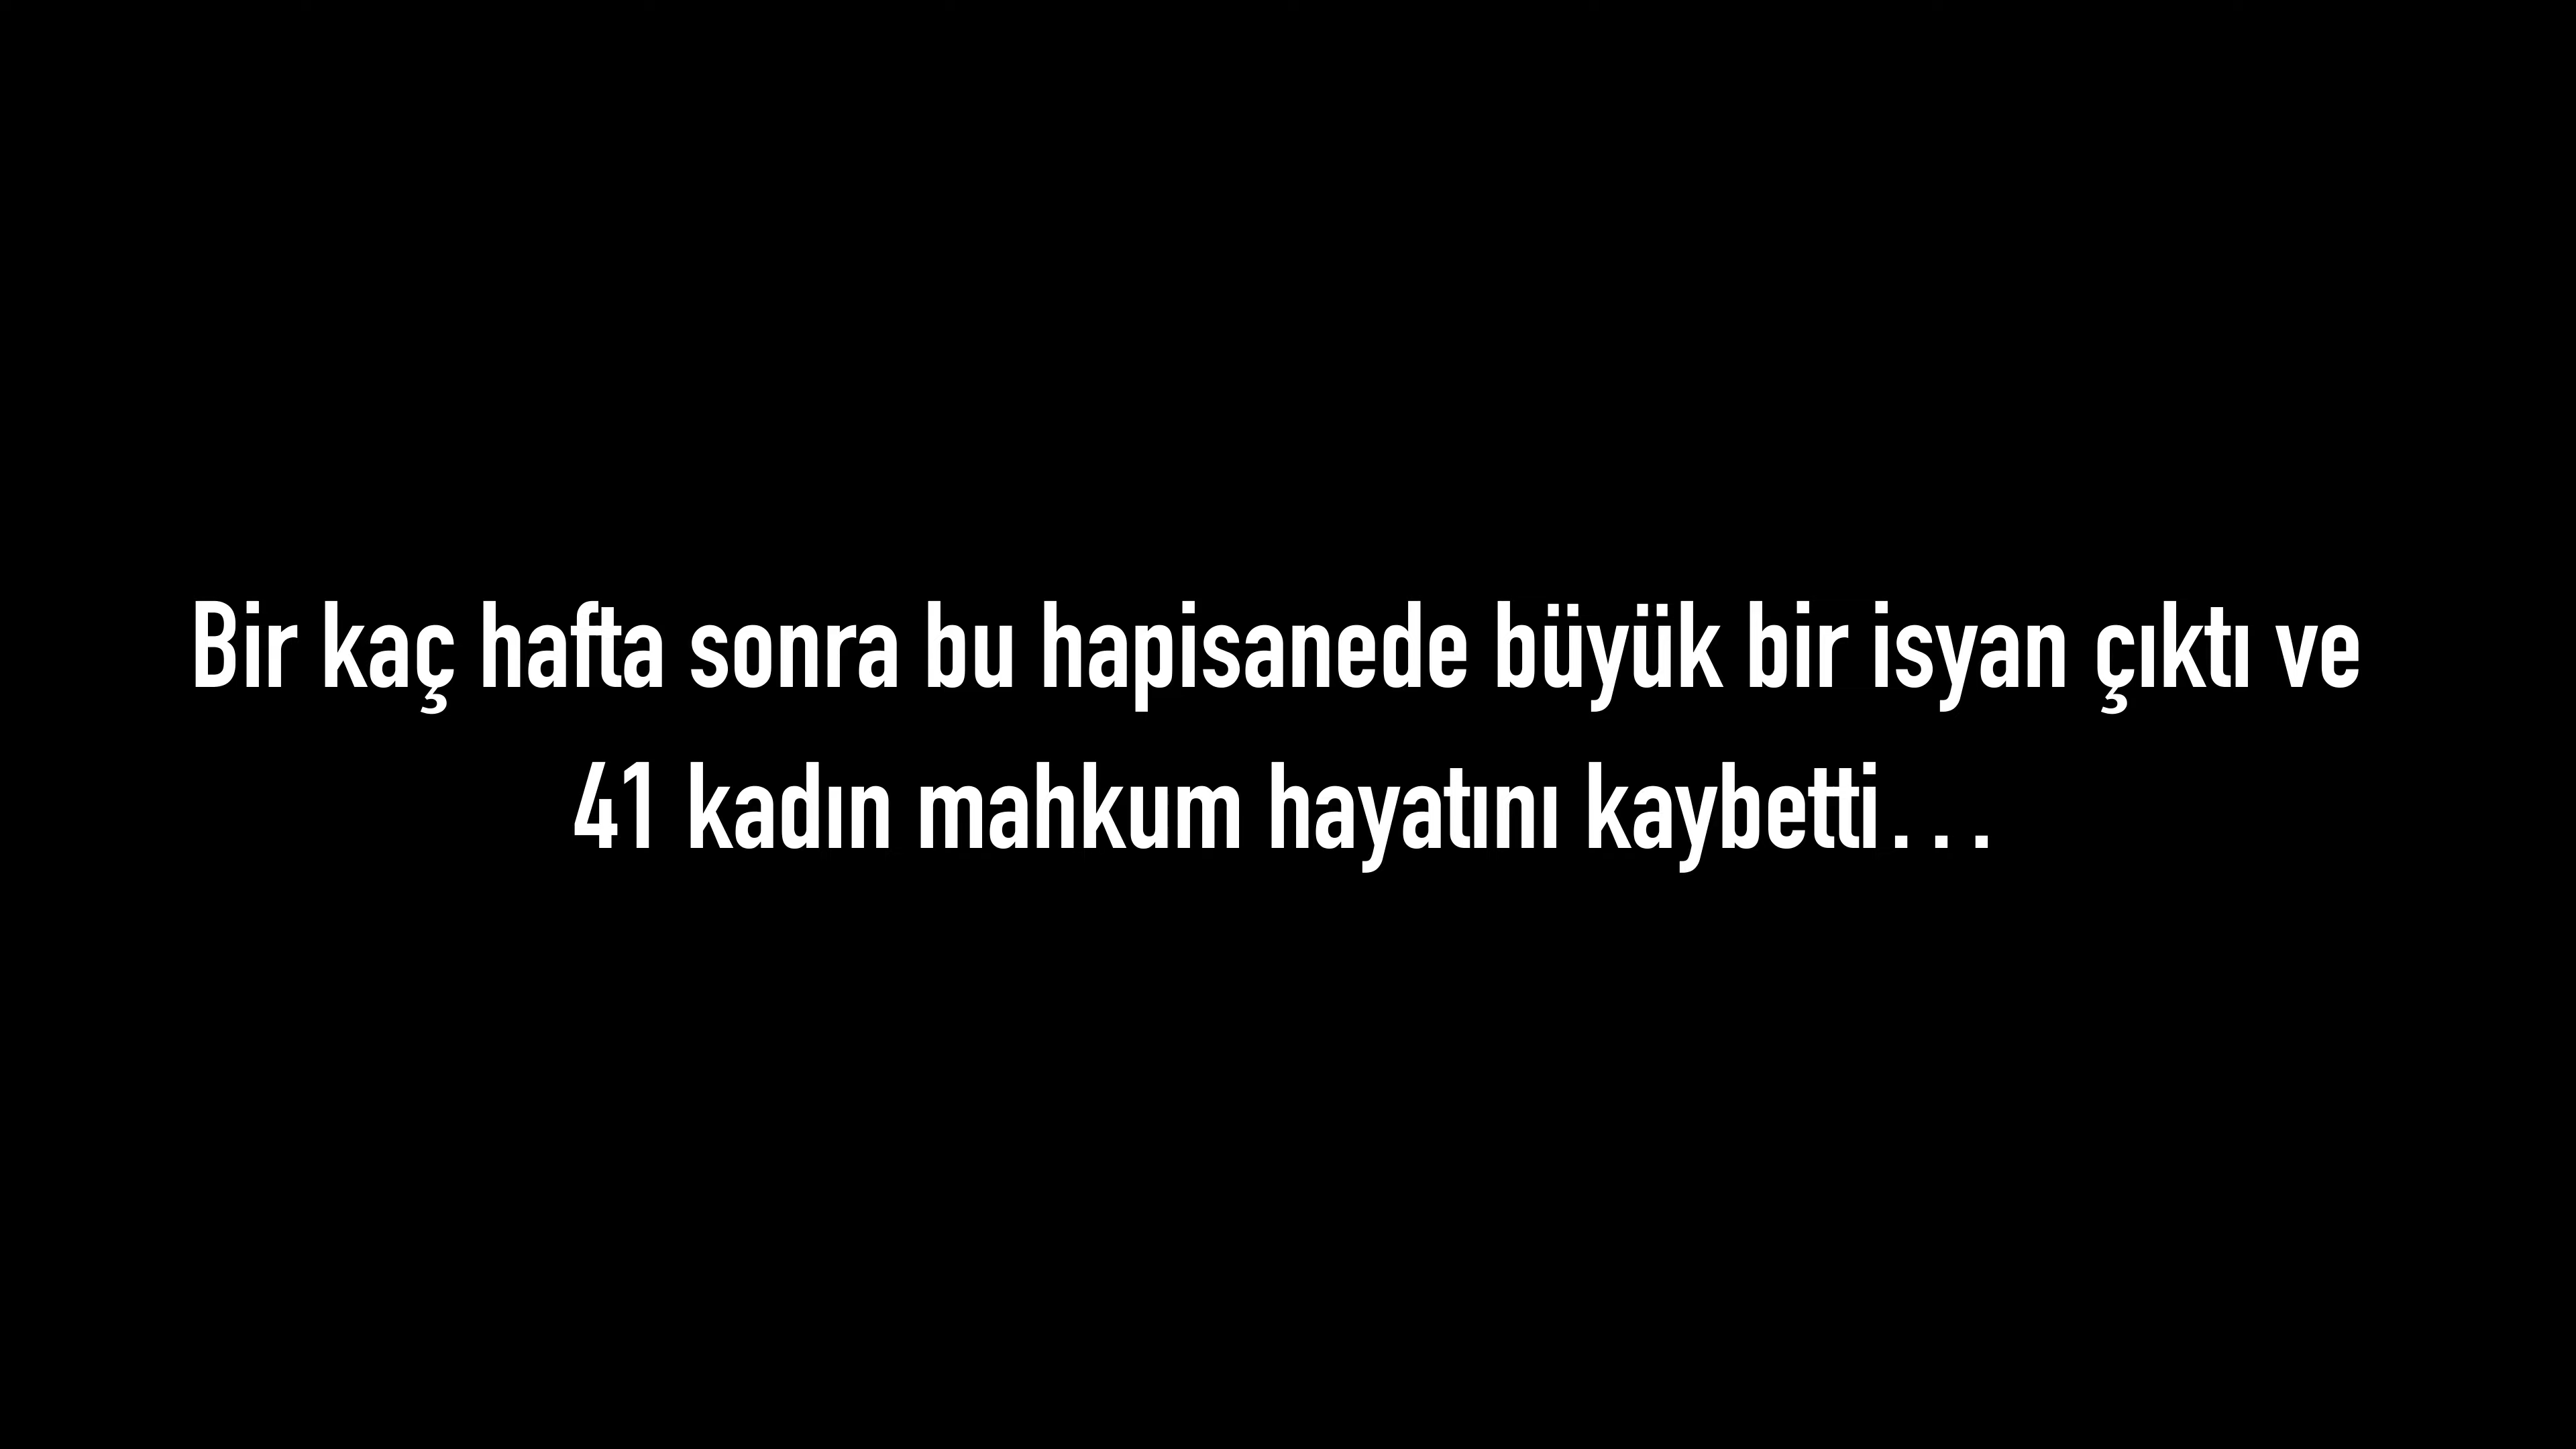 Bir kaç hafta sonra bu hapisanede büyük bir isyan çıktı ve
41 kadın mahkum hayatını kaybetti...